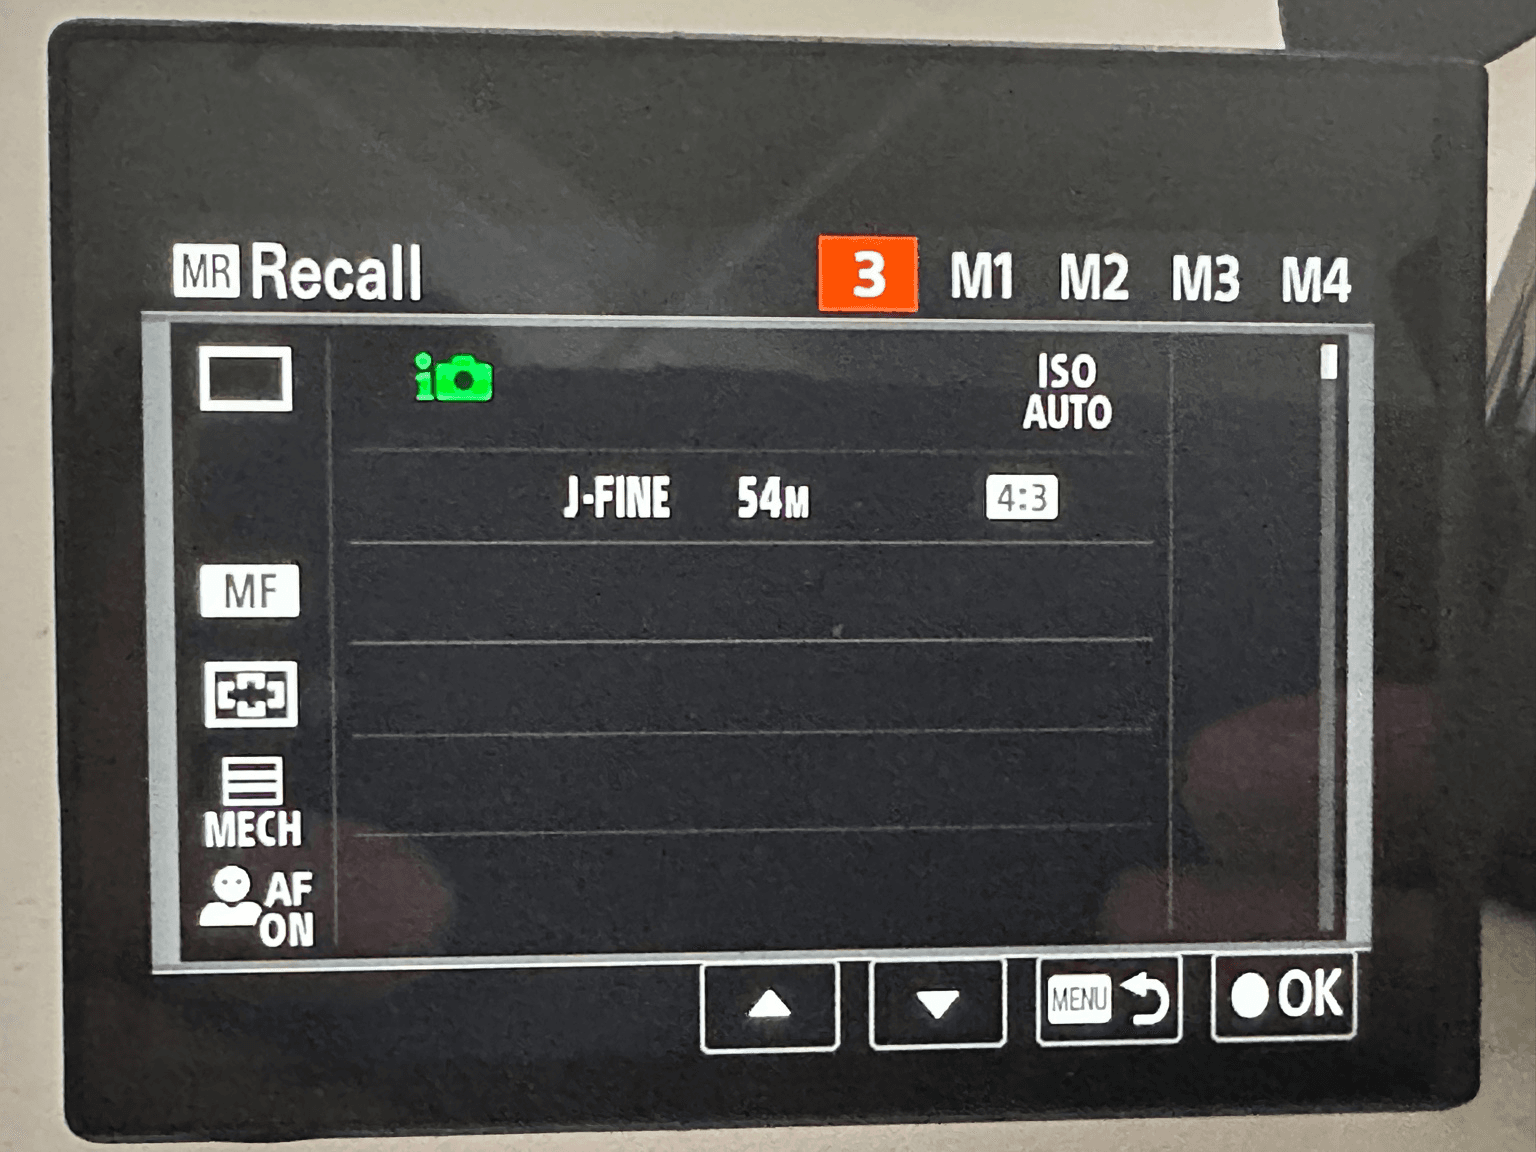 MR Recall 3 M1 M2 M3 M4
i ISO
AUTO
J-FINE 54M 4:3
MF
MECH
AF
ON
MENU OK